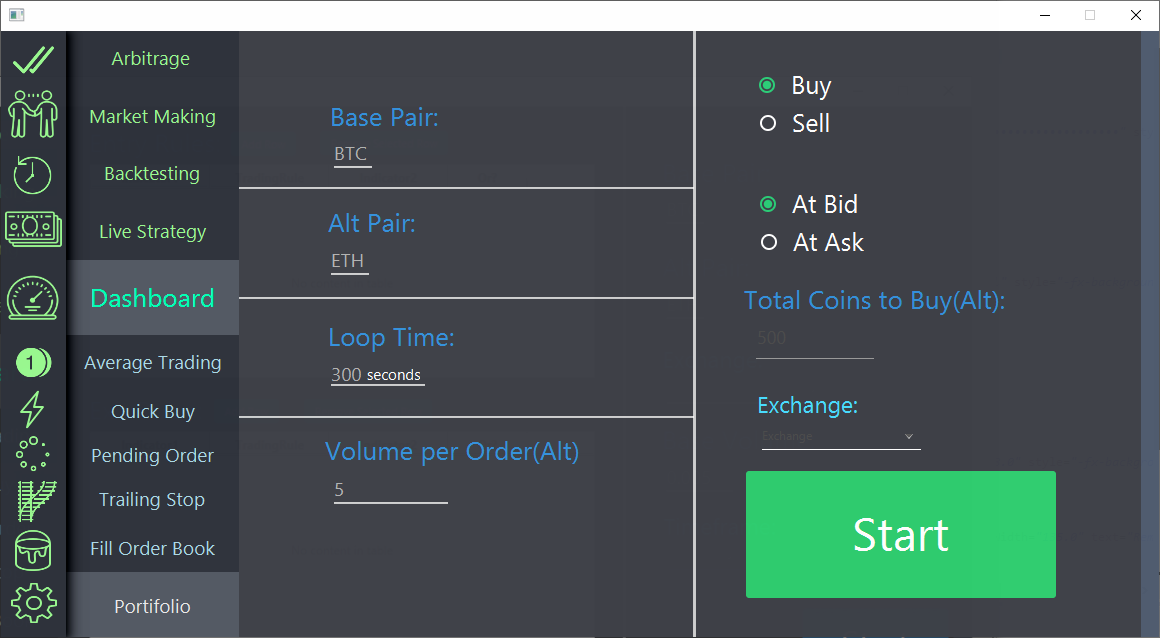 Arbitrage
Market Making
Backtesting
Live Strategy
Dashboard
1
Average Trading
Quick Buy
Pending Order
Trailing Stop
Fill Order Book
Portifolio
Base Pair:
BTC
Alt Pair:
ETH
Loop Time:
300 seconds
Volume per Order(Alt)
5
Buy
Sell
At Bid
At Ask
Total Coins to Buy(Alt):
500
Exchange:
Exchange
Start